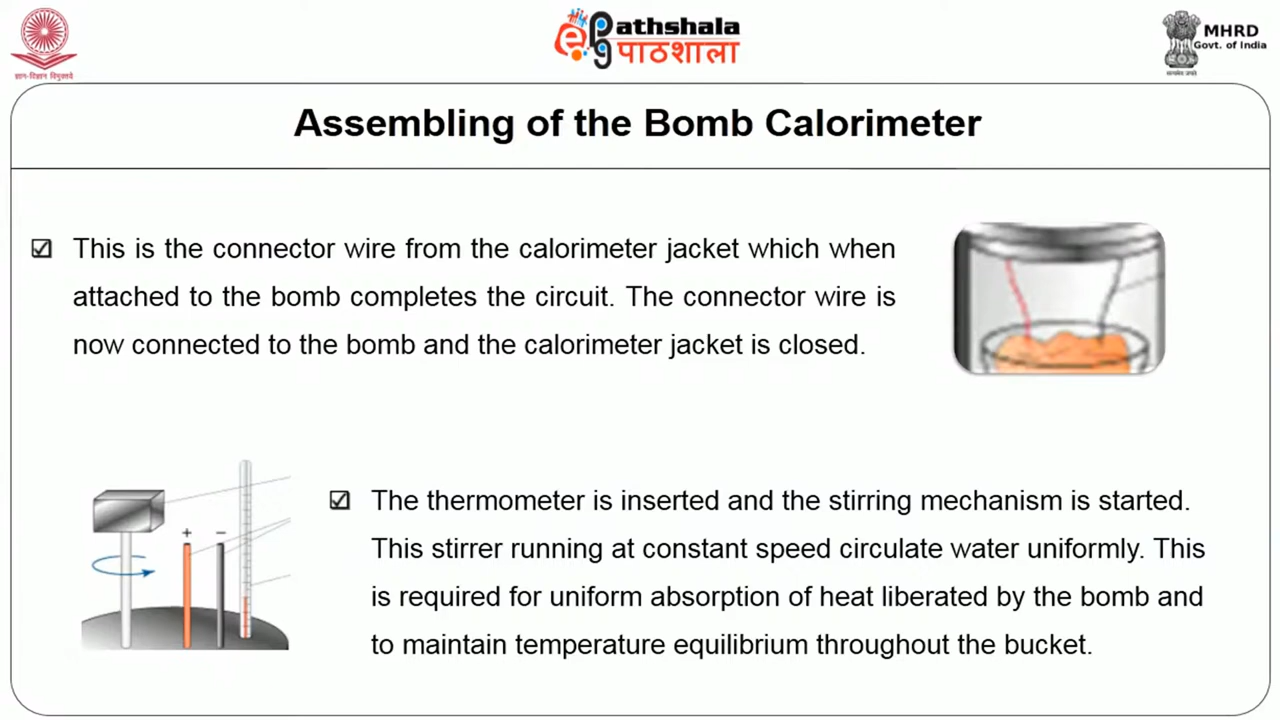 ज्ञान-विज्ञान विमुक्तये
ePathshala
पाठशाला
MHRD
Govt. of India
सत्यमेव जयते
Assembling of the Bomb Calorimeter
This is the connector wire from the calorimeter jacket which when
attached to the bomb completes the circuit. The connector wire is
now connected to the bomb and the calorimeter jacket is closed.
+ −
The thermometer is inserted and the stirring mechanism is started.
This stirrer running at constant speed circulate water uniformly. This
is required for uniform absorption of heat liberated by the bomb and
to maintain temperature equilibrium throughout the bucket.